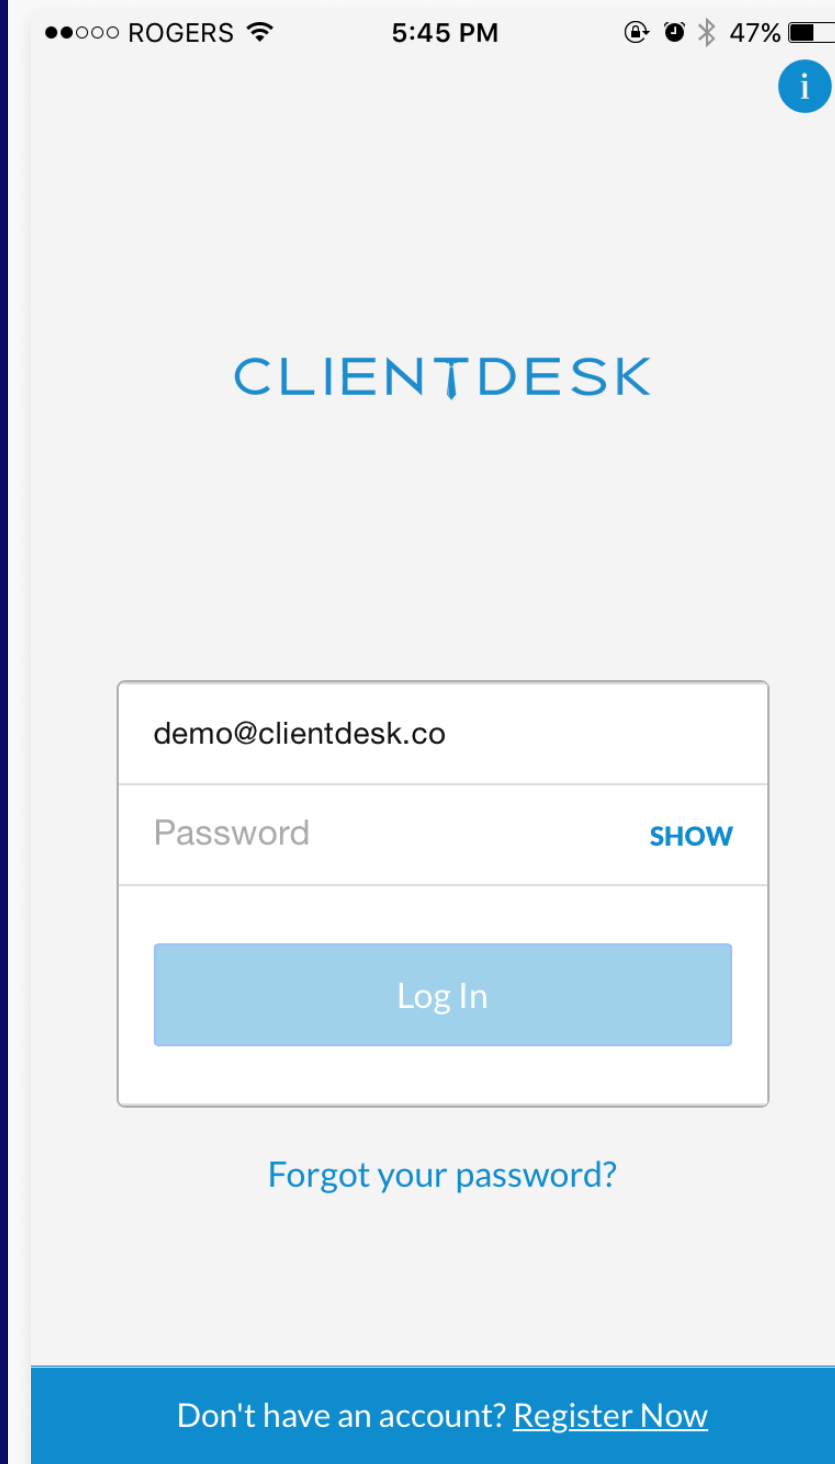 ROGERS 5:45 PM 47%
i
CLIENTDESK
demo@clientdesk.co
Password SHOW
Log In
Forgot your password?
Don't have an account? Register Now